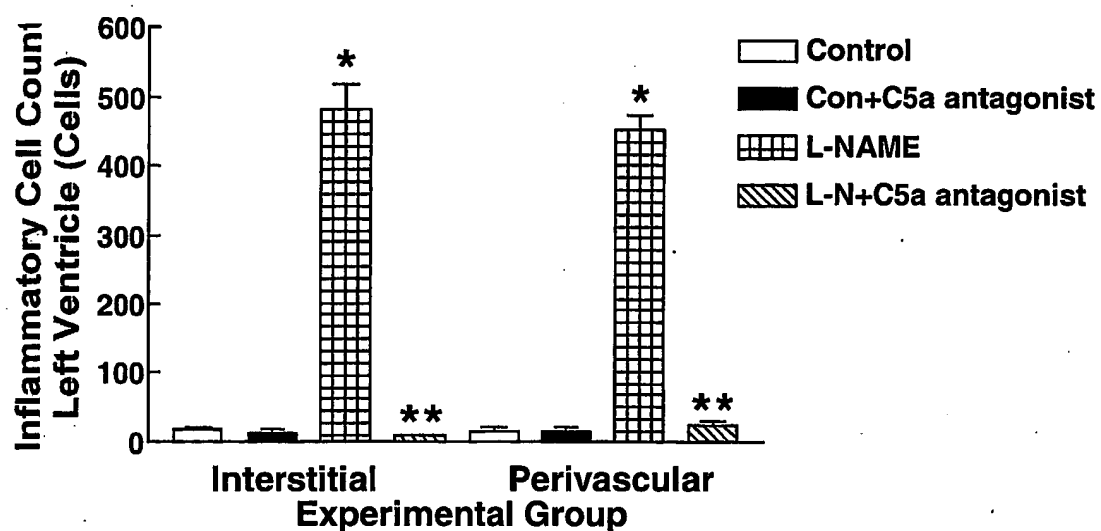 Inflammatory Cell Count
Left Ventricle (Cells)
600
500
400
300
200
100
0
*
**
*
**
Interstitial
Perivascular
Experimental Group
Control
Con+C5a antagonist
L-NAME
L-N+C5a antagonist